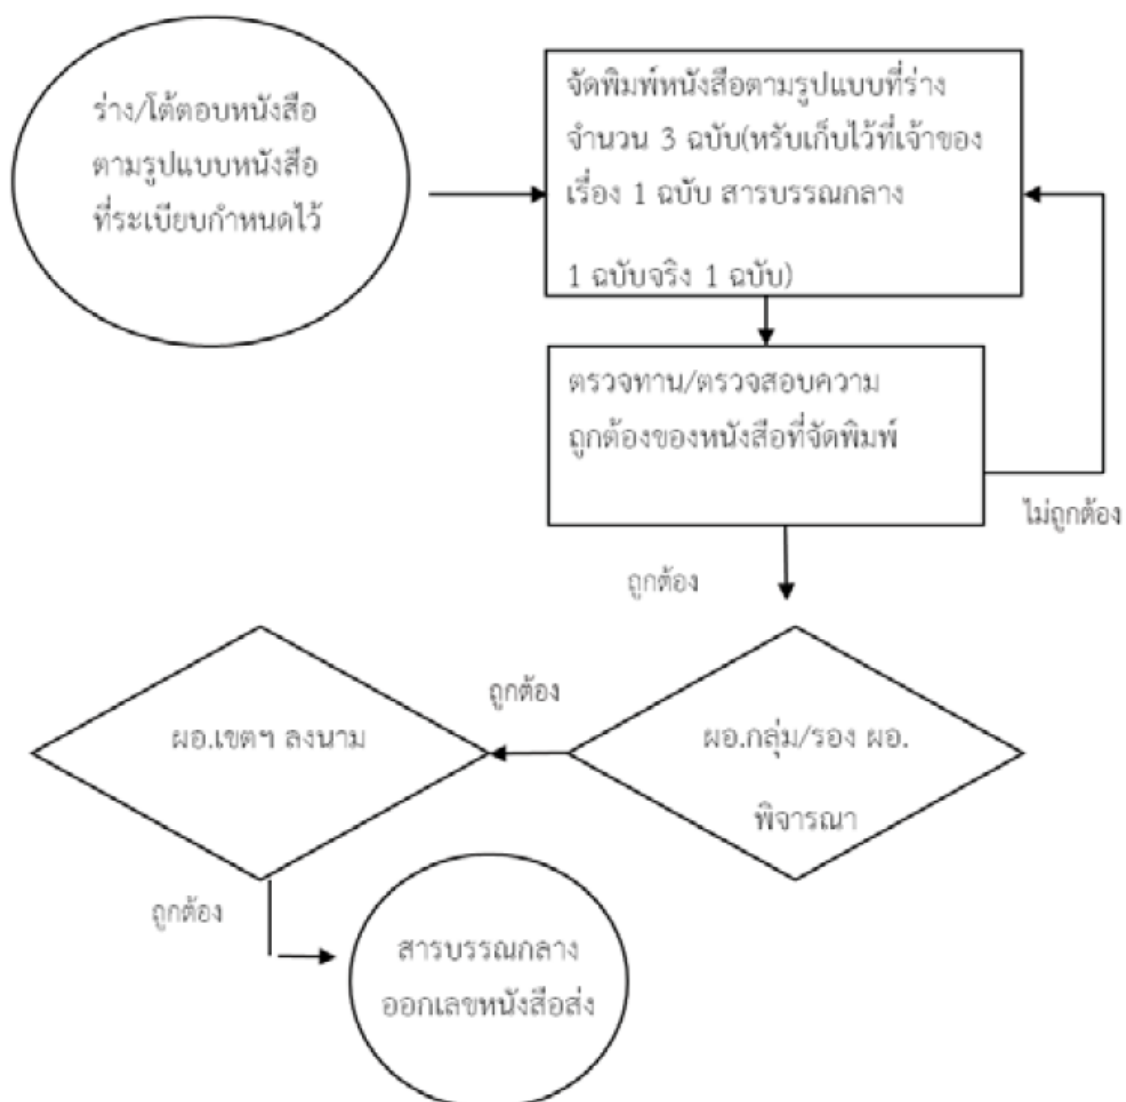 ร่าง/โต้ตอบหนังสือ
ตามรูปแบบหนังสือ
ที่ระเบียบกำหนดไว้
จัดพิมพ์หนังสือตามรูปแบบที่ร่าง
จำนวน 3 ฉบับ(หรับเก็บไว้ที่เจ้าของ
เรื่อง 1 ฉบับ สารบรรณกลาง
1 ฉบับจริง 1 ฉบับ)
ตรวจทาน/ตรวจสอบความ
ถูกต้องของหนังสือที่จัดพิมพ์
ไม่ถูกต้อง
ถูกต้อง
ผอ.กลุ่ม/รอง ผอ.
พิจารณา
ถูกต้อง
ผอ.เขตฯ ลงนาม
ถูกต้อง
สารบรรณกลาง
ออกเลขหนังสือส่ง